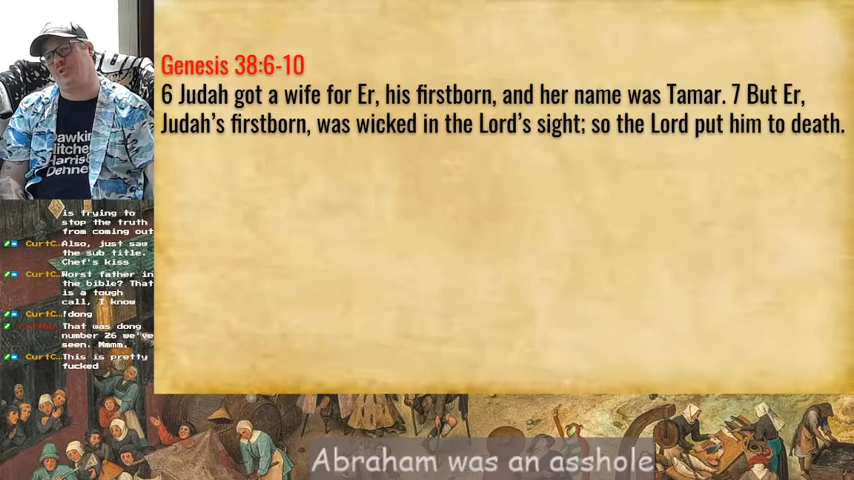 Genesis 38:6-10
6 Judah got a wife for Er, his firstborn, and her name was Tamar. 7 But Er,
Judah's firstborn, was wicked in the Lord's sight; so the Lord put him to death.
Dawkin
Hitchen
Harris
Dennet
is trying to
stop the truth
from coming out
CurtC… Also, just saw
the sub title.
Chef's kiss
CurtC… Worst father in
the bible? That
is a tough
call, I know
CurtC… !dong
That was dong
number 26 we've
seen. Mmmm.
CurtC… This is pretty
fucked
Abraham was an asshole